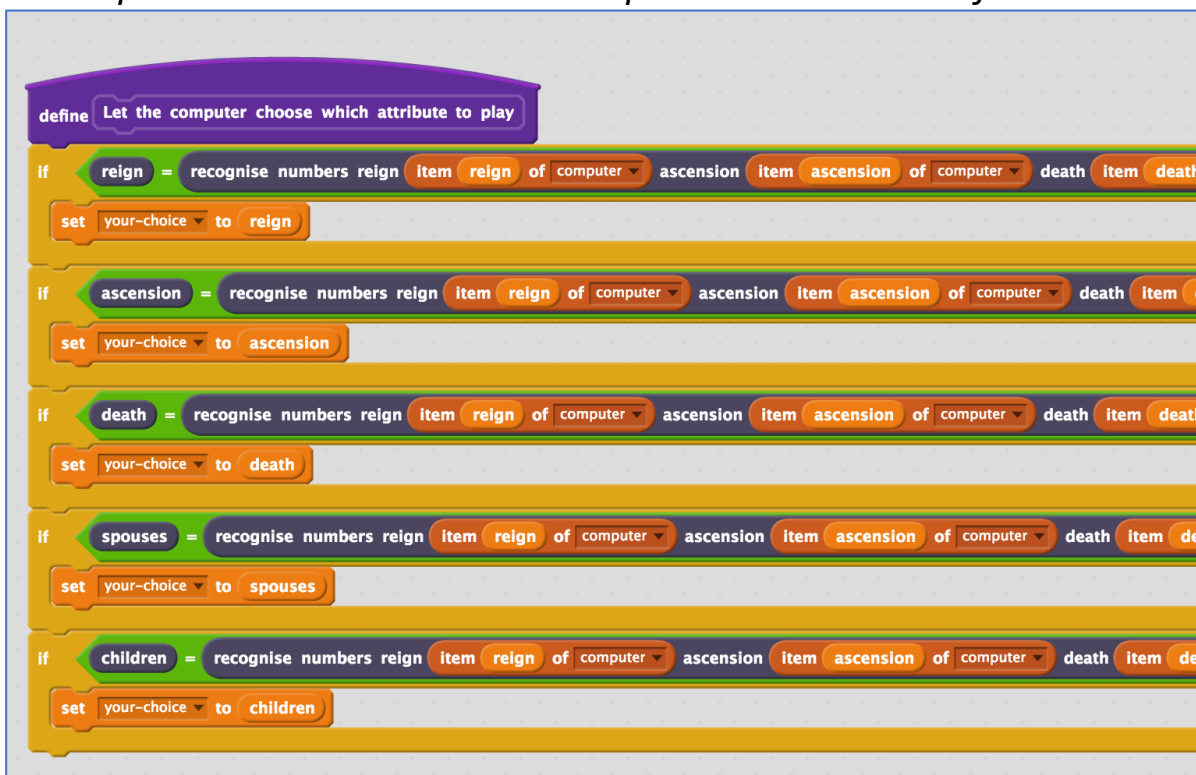 define Let the computer choose which attribute to play
if reign = recognise numbers reign item reign of computer ascension item ascension of computer death item death
set your-choice to reign
if ascension = recognise numbers reign item reign of computer ascension item ascension of computer death item
set your-choice to ascension
if death = recognise numbers reign item reign of computer ascension item ascension of computer death item deat
set your-choice to death
if spouses = recognise numbers reign item reign of computer ascension item ascension of computer death item de
set your-choice to spouses
if children = recognise numbers reign item reign of computer ascension item ascension of computer death item de
set your-choice to children